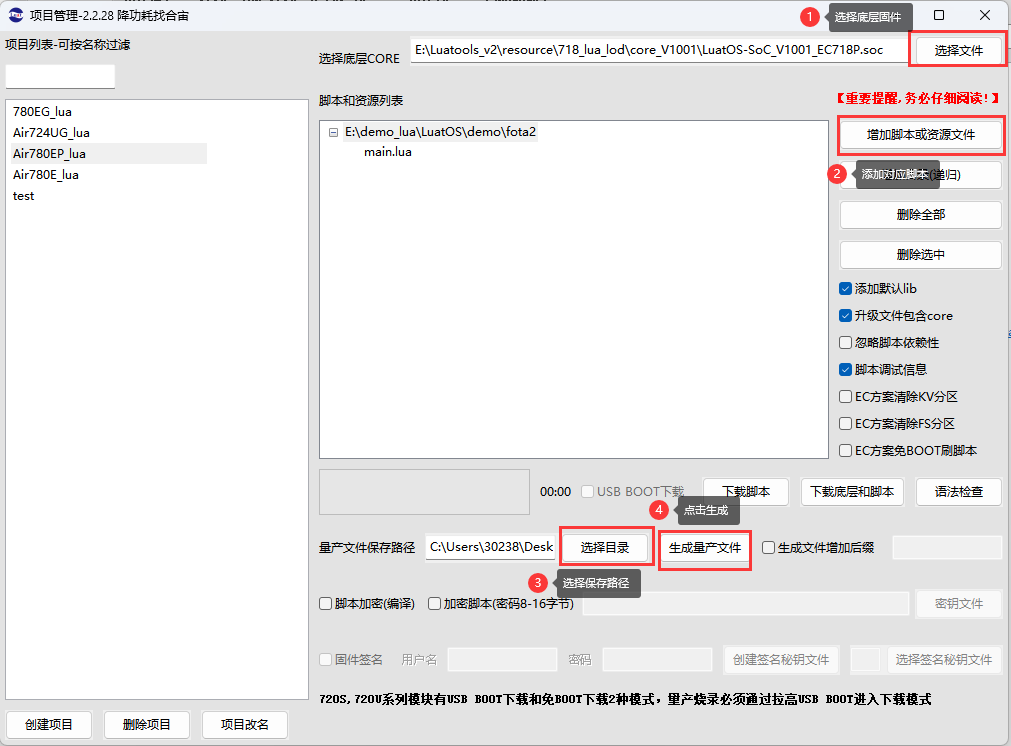 项目管理-2.2.28 降功耗找合宙
1 选择底层固件
项目列表-可按名称过滤
选择底层CORE
E:\Luatools_v2\resource\718_lua_lod\core_V1001\LuatOS-SoC_V1001_EC718P.soc
选择文件
脚本和资源列表
【重要提醒,务必仔细阅读!】
780EG_lua
Air724UG_lua
Air780EP_lua
Air780E_lua
test
E:\demo_lua\LuatOS\demo\fota2
main.lua
增加脚本或资源文件
2 添加对应脚本
递归)
删除全部
删除选中
添加默认lib
升级文件包含core
忽略脚本依赖性
脚本调试信息
EC方案清除KV分区
EC方案清除FS分区
EC方案免BOOT刷脚本
00:00
USB BOOT下载
下载脚本
下载底层和脚本
语法检查
4 点击生成
量产文件保存路径
C:\Users\30238\Desk
选择目录
生成量产文件
生成文件增加后缀
3 选择保存路径
脚本加密(编译)
加密脚本(密码8-16字节)
密钥文件
固件签名
用户名
密码
创建签名秘钥文件
选择签名秘钥文件
720S,720U系列模块有USB BOOT下载和免BOOT下载2种模式，量产烧录必须通过拉高USB BOOT进入下载模式
创建项目
删除项目
项目改名